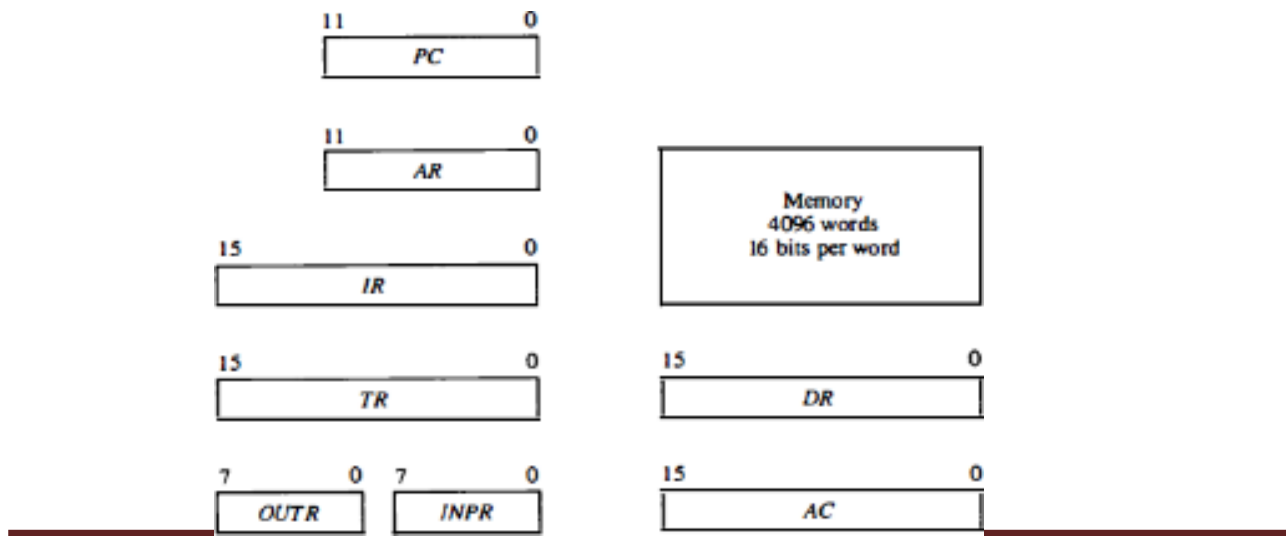 11 0
PC
11 0
AR
Memory
4096 words
16 bits per word
15 0
IR
15 0
TR
15 0
DR
7 0 7 0
OUTR INPR
15 0
AC